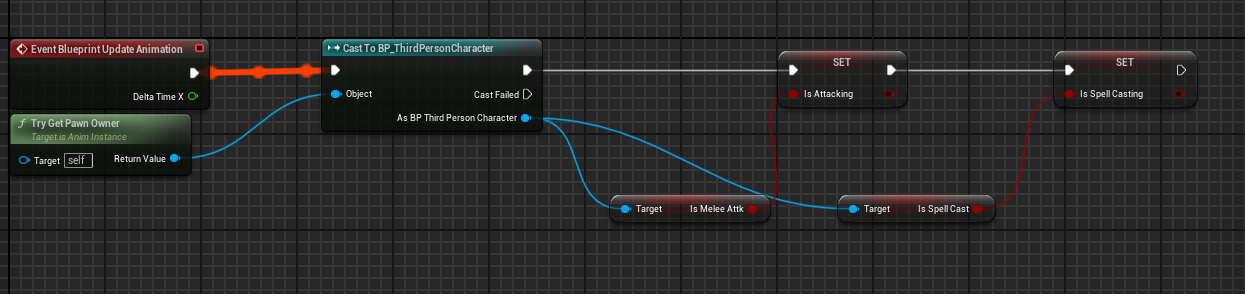 Event Blueprint Update Animation
Delta Time X
Try Get Pawn Owner
Target is Anim Instance
Target self Return Value
Cast To BP_ThirdPersonCharacter
Object
Cast Failed
As BP Third Person Character
SET
Is Attacking
SET
Is Spell Casting
Target Is Melee Attk
Target Is Spell Cast